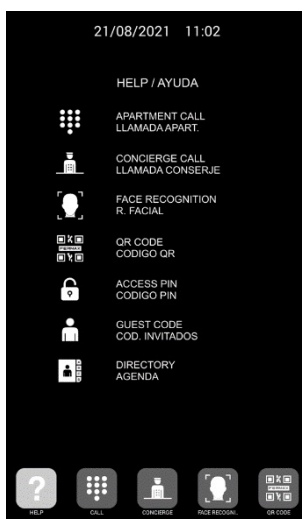 21/08/2021 11:02
HELP / AYUDA
APARTMENT CALL
LLAMADA APART.
CONCIERGE CALL
LLAMADA CONSERJE
FACE RECOGNITION
R. FACIAL
QR CODE
CODIGO QR
ACCESS PIN
CODIGO PIN
GUEST CODE
COD. INVITADOS
DIRECTORY
AGENDA
?
HELP
CALL
CONCIERGE
FACE RECOGNI.
QR CODE